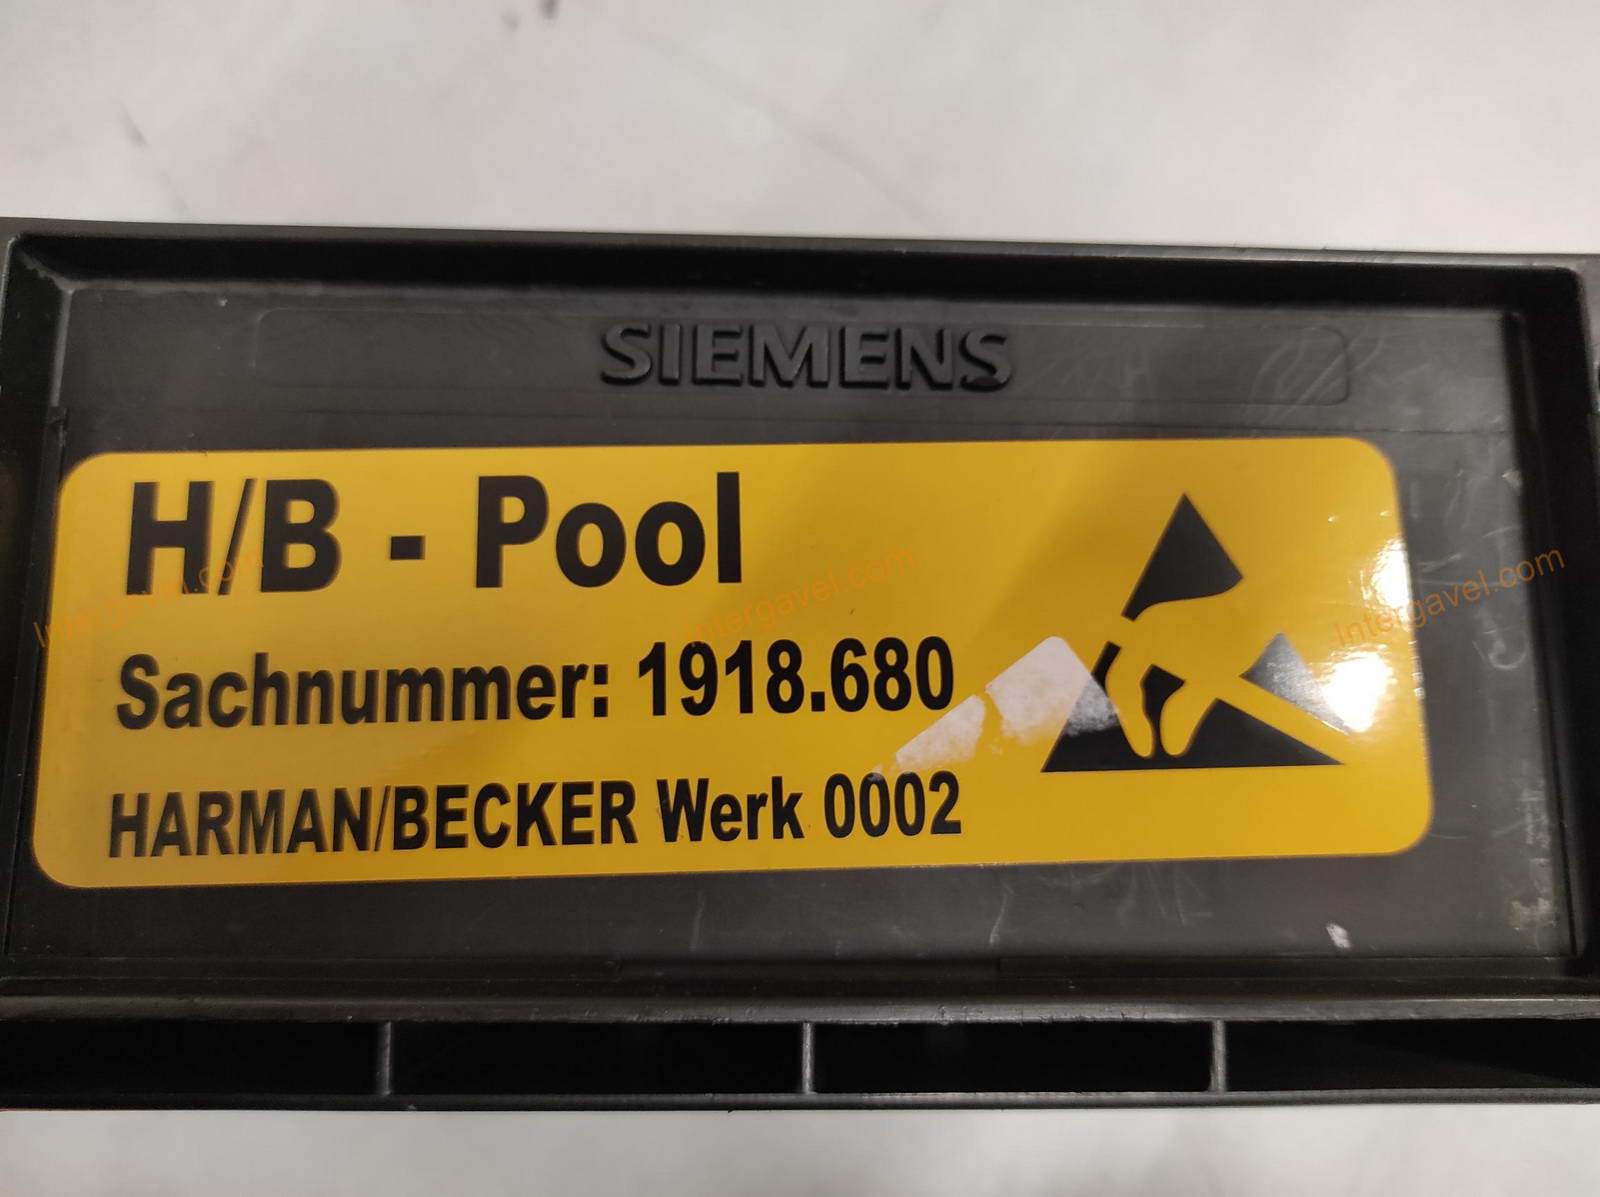 SIEMENS
H/B - Pool
Sachnummer: 1918.680
HARMAN/BECKER Werk 0002
Intergavel.com
Intergavel.com
Intergavel.com